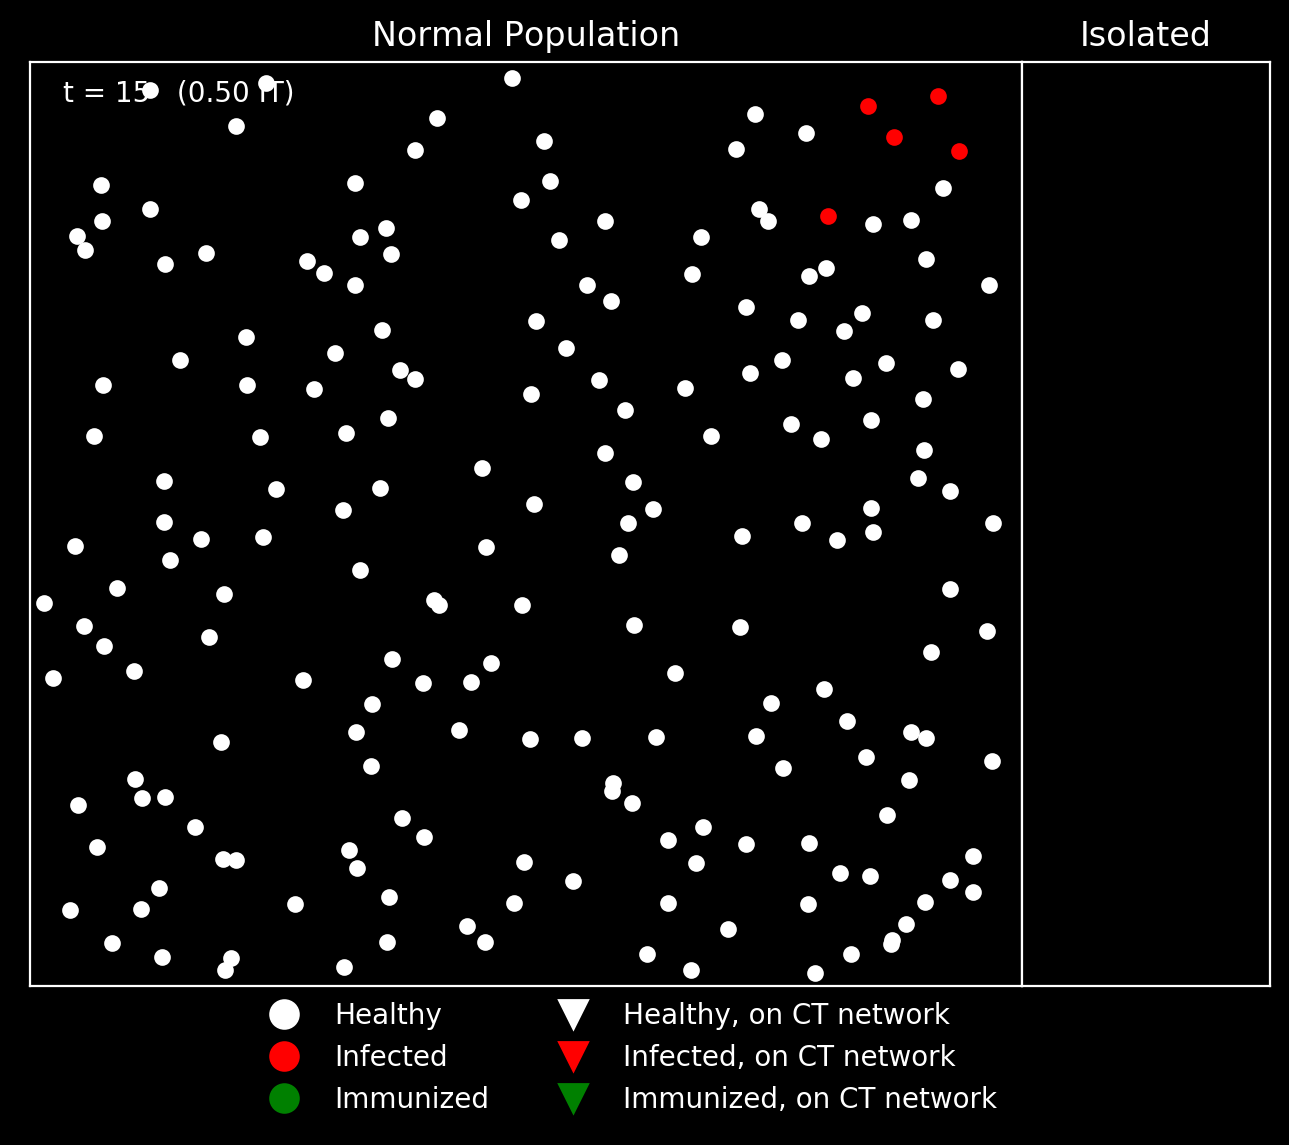 Normal Population
Isolated
t = 15 (0.50 IT)
Healthy
Infected
Immunized
Healthy, on CT network
Infected, on CT network
Immunized, on CT network